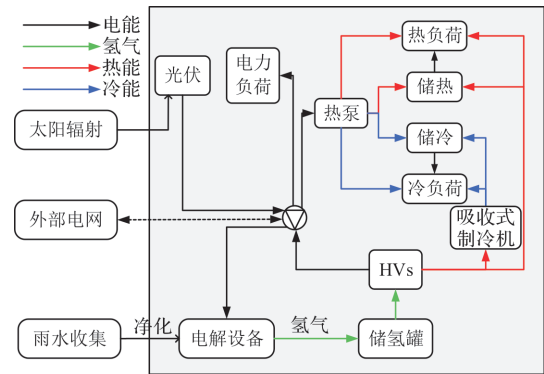 电能
氢气
热能
冷能
太阳辐射
外部电网
雨水收集
净化
光伏
电力
负荷
热泵
热负荷
储热
储冷
冷负荷
吸收式
制冷机
HVs
电解设备
氢气
储氢罐